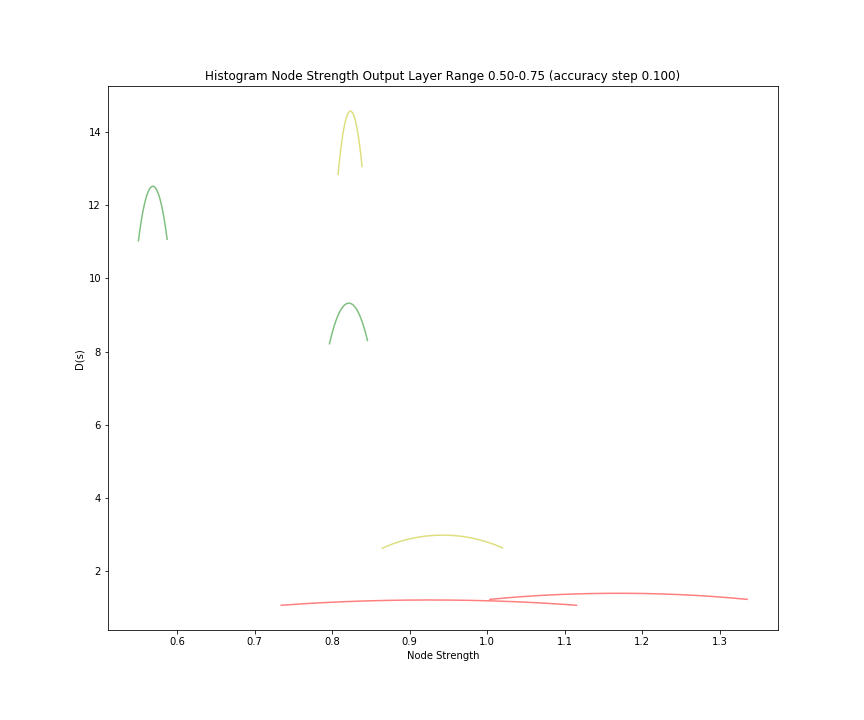 Histogram Node Strength Output Layer Range 0.50-0.75 (accuracy step 0.100)
14
12
10
8
6
4
2
D(s)
0.6 0.7 0.8 0.9 1.0 1.1 1.2 1.3
Node Strength